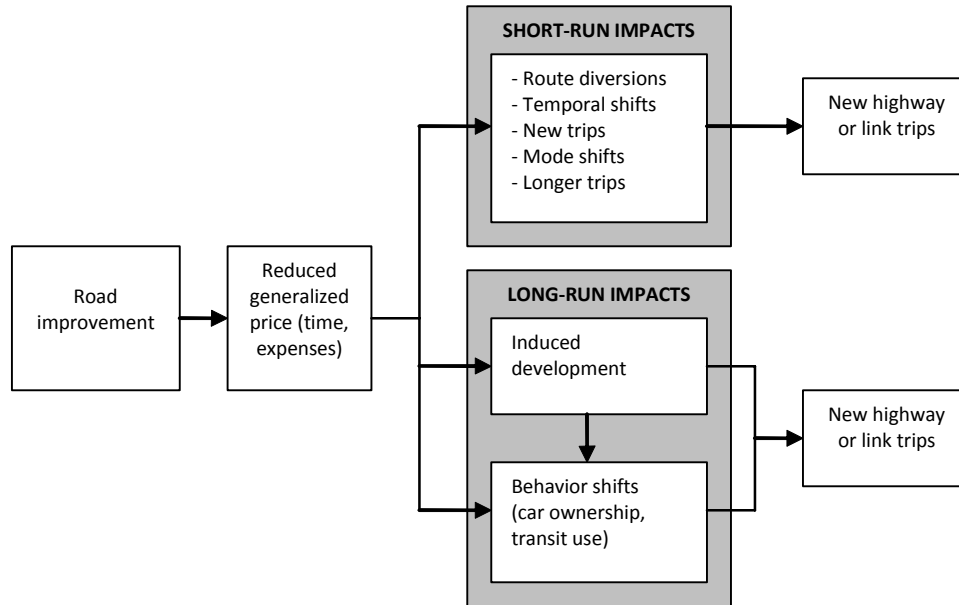 Road
improvement
Reduced
generalized
price (time,
expenses)
SHORT-RUN IMPACTS
- Route diversions
- Temporal shifts
- New trips
- Mode shifts
- Longer trips
New highway
or link trips
LONG-RUN IMPACTS
Induced
development
Behavior shifts
(car ownership,
transit use)
New highway
or link trips